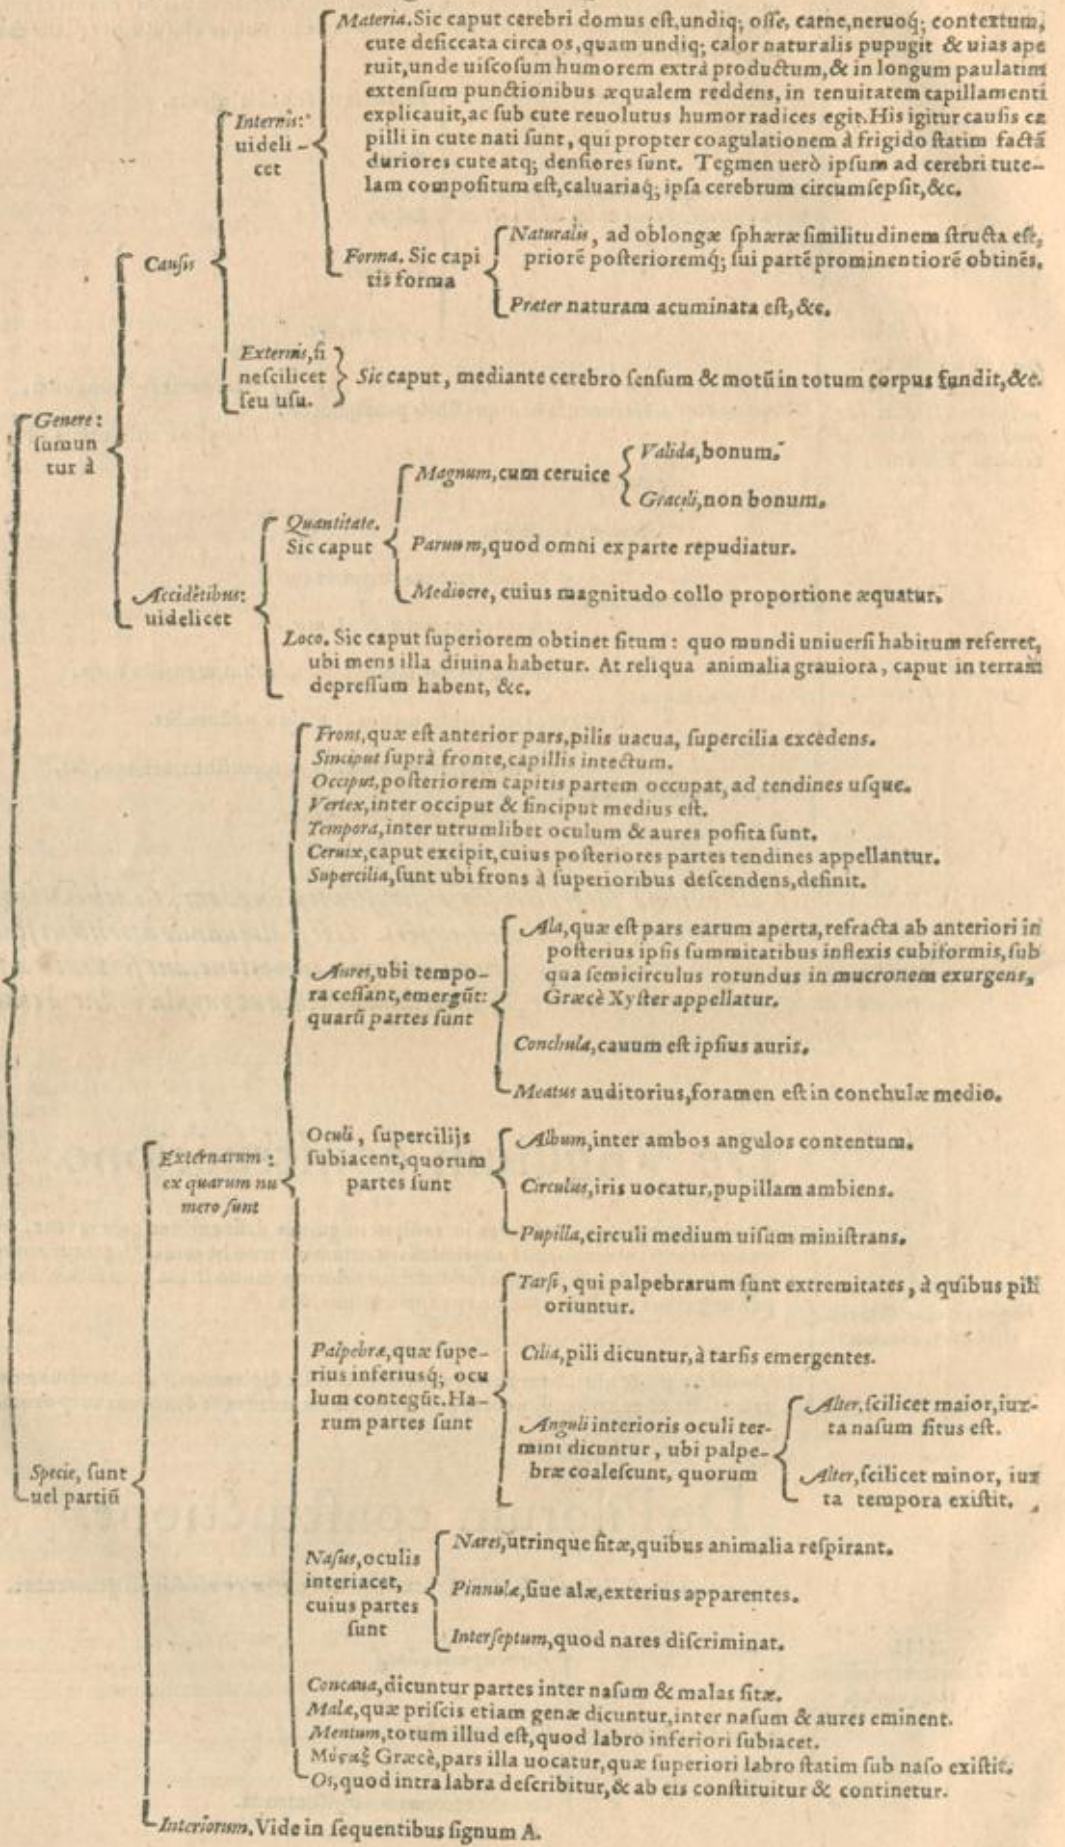 Materia. Sic caput cerebri domus eſt, undiq; oſſe, carne, neruoq́; contextum,
cute deſiccata circa os, quam undiq; calor naturalis pupugit & uias ape
ruit, unde uiſcoſum humorem extrà productum, & in longum paulatim
extenſum punctionibus æqualem reddens, in tenuitatem capillamenti
explicauit, ac ſub cute reuolutus humor radices egit. His igitur cauſis ca
pilli in cute nati ſunt, qui propter coagulationem à frigido ſtatim factã
duriores cute atq; denſiores ſunt. Tegmen uerò ipſum ad cerebri tute-
lam compoſitum eſt, caluariaq́; ipſa cerebrum circumſepſit, &c.
Internis:
uideli-
cet
Forma. Sic capi
tis forma
Naturalis, ad oblongæ ſphæræ ſimilitudinem ſtructa eſt,
priorẽ poſterioremq́; ſui partẽ prominentiorẽ obtinẽs.
Præter naturam acuminata eſt, &c.
Cauſis
Externis, fi
neſcilicet
ſeu uſu.
Sic caput, mediante cerebro ſenſum & motũ in totum corpus fundit, &c.
Genere:
ſumun
tur à
Magnum, cum ceruice
Valida, bonum.
Gracili, non bonum.
Quantitate.
Sic caput
Paruum, quod omni ex parte repudiatur.
Mediocre, cuius magnitudo collo proportione æquatur.
Accidẽtibus:
uidelicet
Loco. Sic caput ſuperiorem obtinet ſitum: quo mundi uniuerſi habitum referret,
ubi mens illa diuina habetur. At reliqua animalia grauiora, caput in terram
depreſſum habent, &c.
Frons, quæ eſt anterior pars, pilis uacua, ſupercilia excedens.
Sinciput ſuprà fronte, capillis intectum.
Occiput, poſteriorem capitis partem occupat, ad tendines uſque.
Vertex, inter occiput & ſinciput medius eſt.
Tempora, inter utrumlibet oculum & aures poſita ſunt.
Ceruix, caput excipit, cuius poſteriores partes tendines appellantur.
Supercilia, ſunt ubi frons à ſuperioribus deſcendens, definit.
Aures, ubi tempo-
ra ceſſant, emergũt:
quarũ partes ſunt
Ala, quæ eſt pars earum aperta, refracta ab anteriori in
poſterius ipſis ſummitatibus inflexis cubiformis, ſub
qua ſemicirculus rotundus in mucronem exurgens,
Græcè Xyſter appellatur.
Conchula, cauum eſt ipſius auris.
Meatus auditorius, foramen eſt in conchulæ medio.
Externarum:
ex quarum nu
mero ſunt
Oculi, ſupercilijs
ſubiacent, quorum
partes ſunt
Album, inter ambos angulos contentum.
Circulus, iris uocatur, pupillam ambiens.
Pupilla, circuli medium uiſum miniſtrans.
Palpebræ, quæ ſupe-
rius inferiusq́; ocu
lum contegũt. Ha-
rum partes ſunt
Tarſi, qui palpebrarum ſunt extremitates, à quibus pili
oriuntur.
Cilia, pili dicuntur, à tarſis emergentes.
Anguli interioris oculi ter-
mini dicuntur, ubi palpe-
bræ coaleſcunt, quorum
Alter, ſcilicet maior, iux-
ta naſum ſitus eſt.
Alter, ſcilicet minor, iux
ta tempora exiſtit.
Specie, ſunt
uel partiũ
Naſus, oculis
interiacet,
cuius partes
ſunt
Nares, utrinque ſitæ, quibus animalia reſpirant.
Pinnulæ, ſiue alæ, exterius apparentes.
Interſeptum, quod nares diſcriminat.
Concaua, dicuntur partes inter naſum & malas ſitæ.
Malæ, quæ priſcis etiam genæ dicuntur, inter naſum & aures eminent.
Mentum, totum illud eſt, quod labro inferiori ſubiacet.
Μύςαξ Græcè, pars illa uocatur, quæ ſuperiori labro ſtatim ſub naſo exiſtit.
Os, quod intra labra deſcribitur, & ab eis conſtituitur & continetur.
Interiorum. Vide in ſequentibus ſignum A.